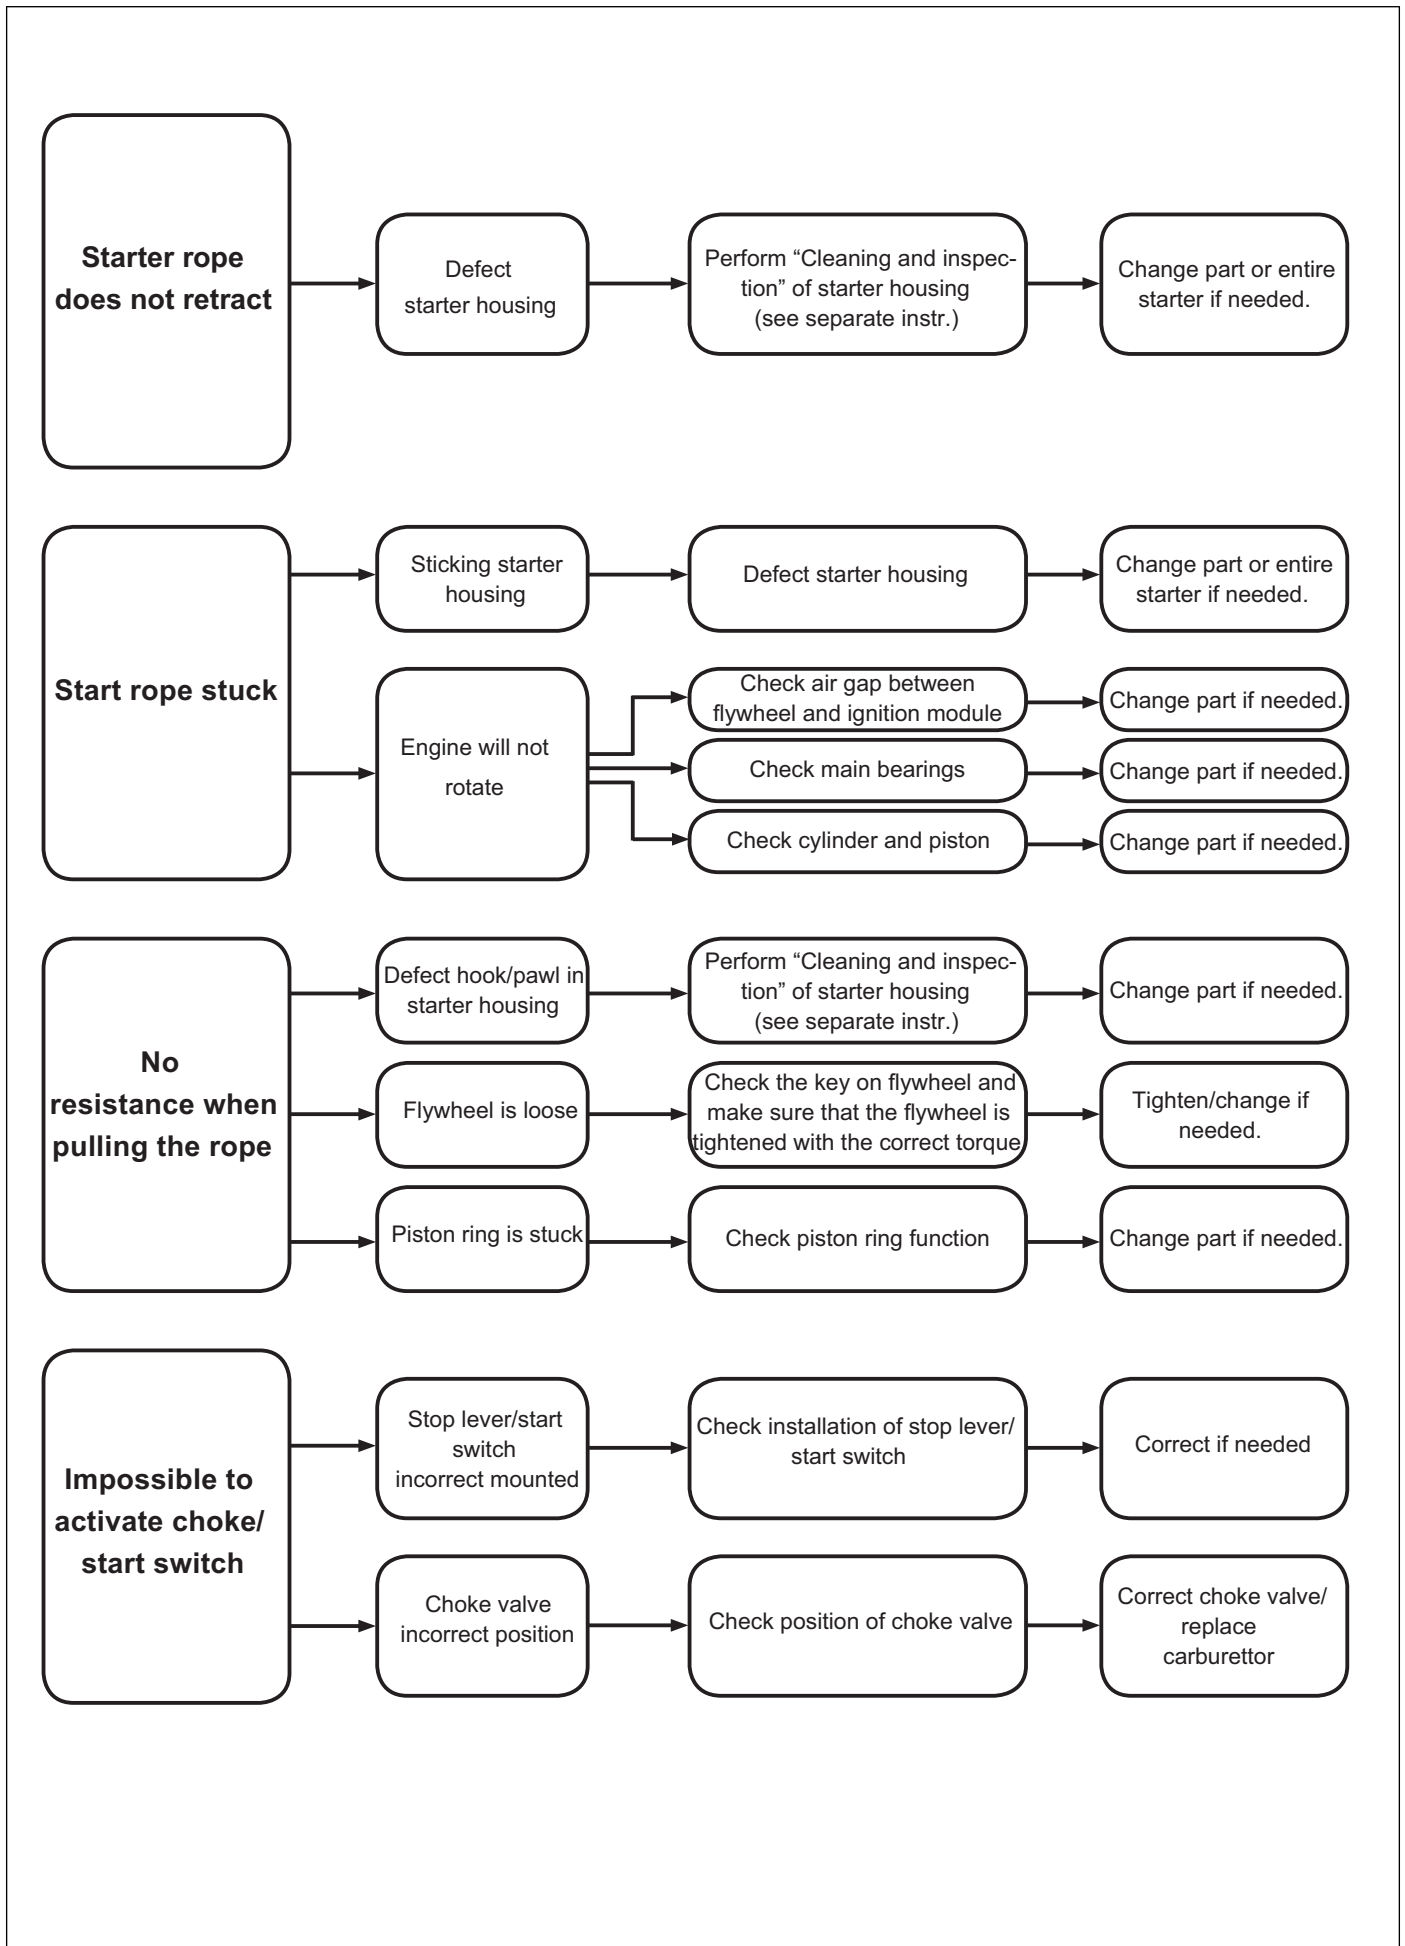 Starter rope
does not retract
Defect
starter housing
Perform “Cleaning and inspec-
tion” of starter housing
(see separate instr.)
Change part or entire
starter if needed.
Start rope stuck
Sticking starter
housing
Defect starter housing
Change part or entire
starter if needed.
Engine will not
rotate
Check air gap between
flywheel and ignition module
Change part if needed.
Check main bearings
Change part if needed.
Check cylinder and piston
Change part if needed.
No
resistance when
pulling the rope
Defect hook/pawl in
starter housing
Perform “Cleaning and inspec-
tion” of starter housing
(see separate instr.)
Change part if needed.
Flywheel is loose
Check the key on flywheel and
make sure that the flywheel is
tightened with the correct torque
Tighten/change if
needed.
Piston ring is stuck
Check piston ring function
Change part if needed.
Impossible to
activate choke/
start switch
Stop lever/start
switch
incorrect mounted
Check installation of stop lever/
start switch
Correct if needed
Choke valve
incorrect position
Check position of choke valve
Correct choke valve/
replace
carburettor